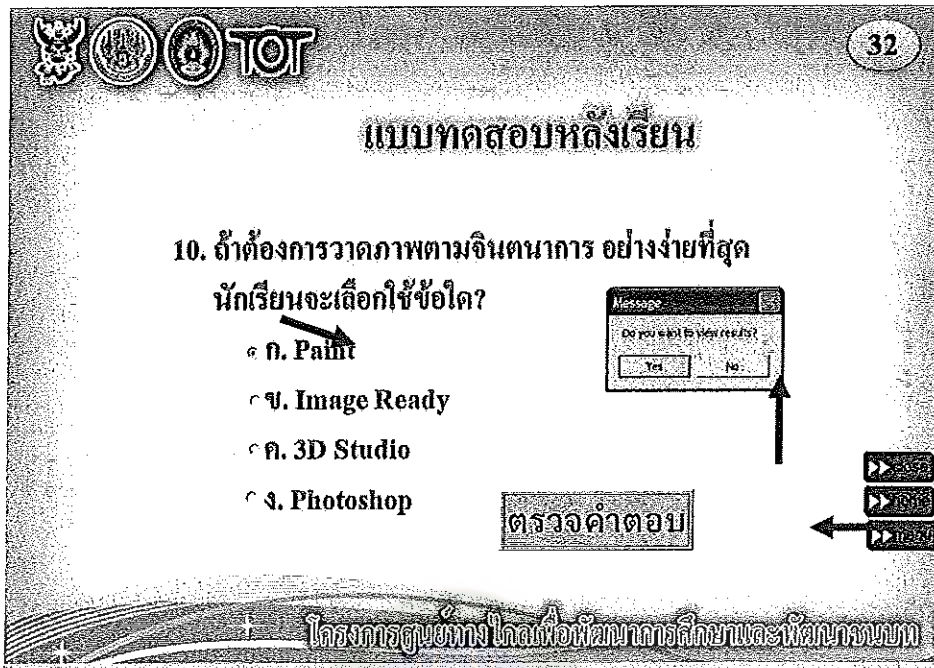 TOT
32
แบบทดสอบหลังเรียน
10. ถ้าต้องการวาดภาพตามจินตนาการ อย่างง่ายที่สุด
นักเรียนจะเลือกใช้ข้อใด?
ก. Paint
ข. Image Ready
ค. 3D Studio
ง. Photoshop
Message
Do you want to view results?
Yes No
ตรวจคำตอบ
โครงการศูนย์ทางไกลเพื่อพัฒนาการศึกษาและพัฒนาชนบท